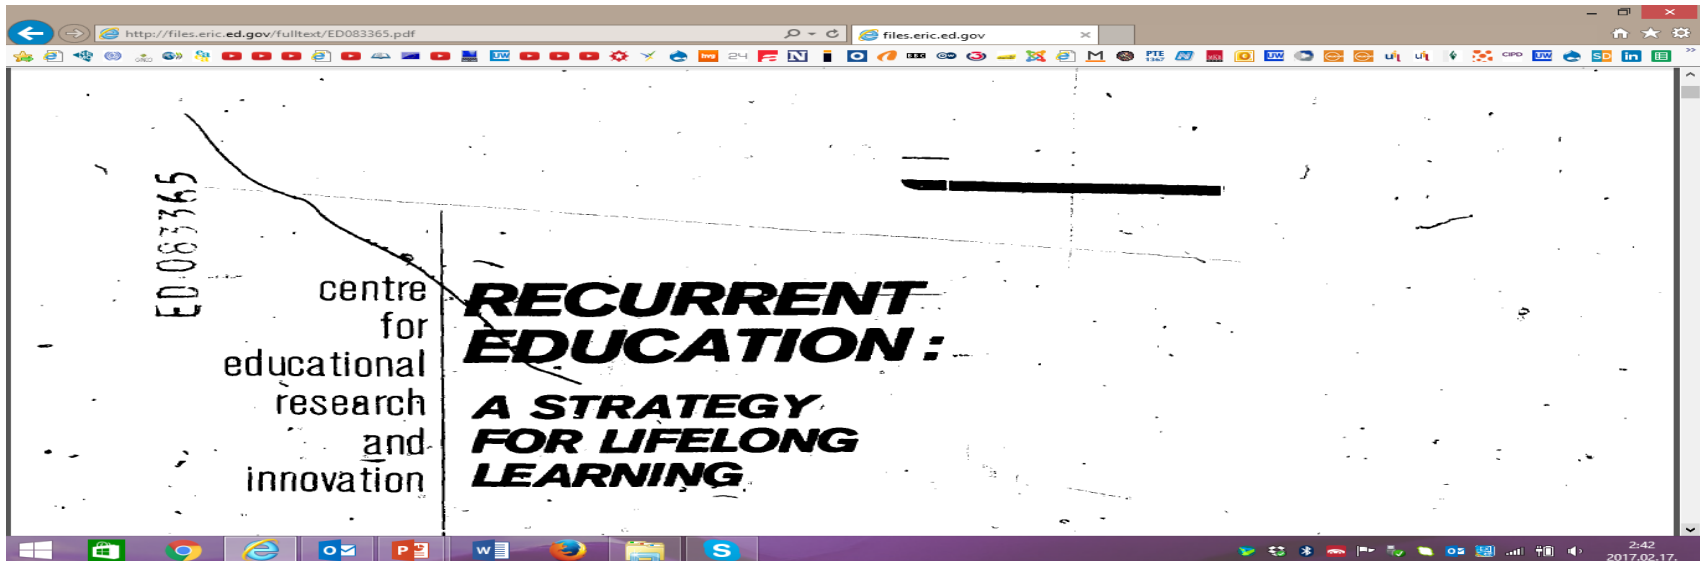 http://files.eric.ed.gov/fulltext/ED083365.pdf
files.eric.ed.gov
ED 083365
centre
for
educational
research
and
innovation
RECURRENT
EDUCATION:
A STRATEGY
FOR LIFELONG
LEARNING
2:42
2017.02.17.